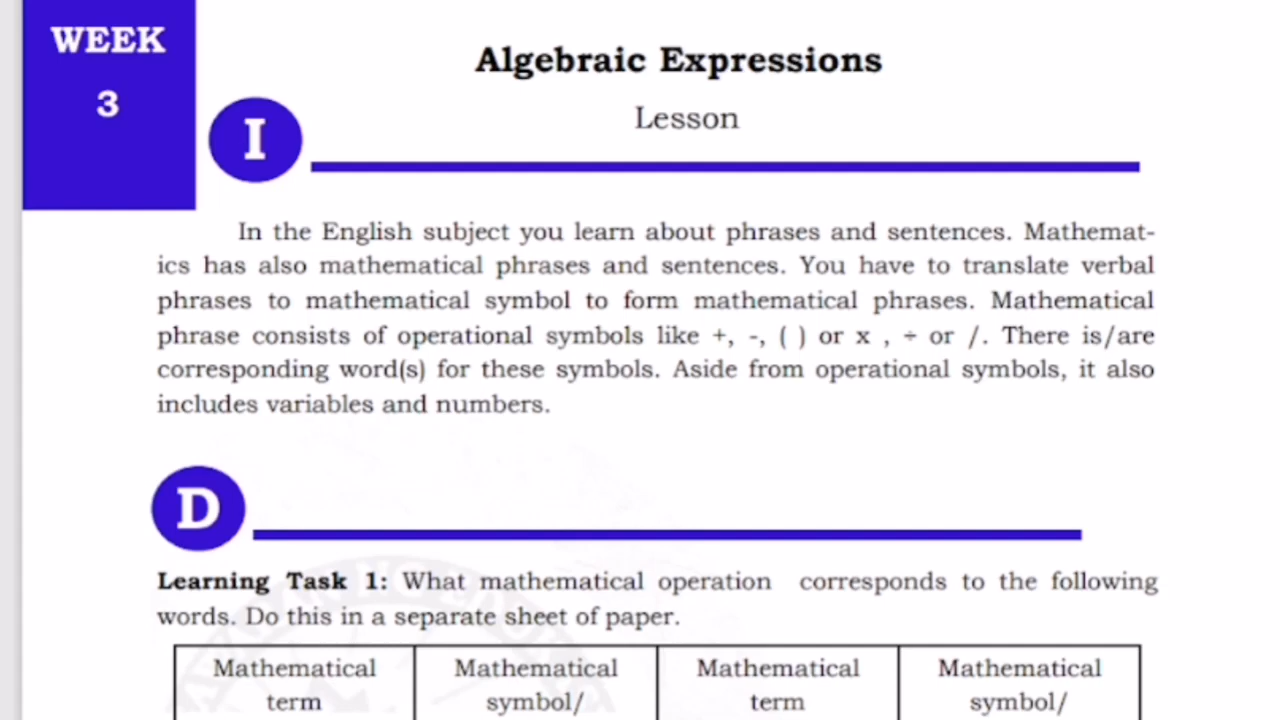 WEEK
3
Algebraic Expressions
Lesson
I
In the English subject you learn about phrases and sentences. Mathemat-
ics has also mathematical phrases and sentences. You have to translate verbal
phrases to mathematical symbol to form mathematical phrases. Mathematical
phrase consists of operational symbols like +, -, ( ) or x , ÷ or /. There is/are
corresponding word(s) for these symbols. Aside from operational symbols, it also
includes variables and numbers.
D
Learning Task 1: What mathematical operation corresponds to the following
words. Do this in a separate sheet of paper.
Mathematical Mathematical Mathematical Mathematical
term symbol/ term symbol/